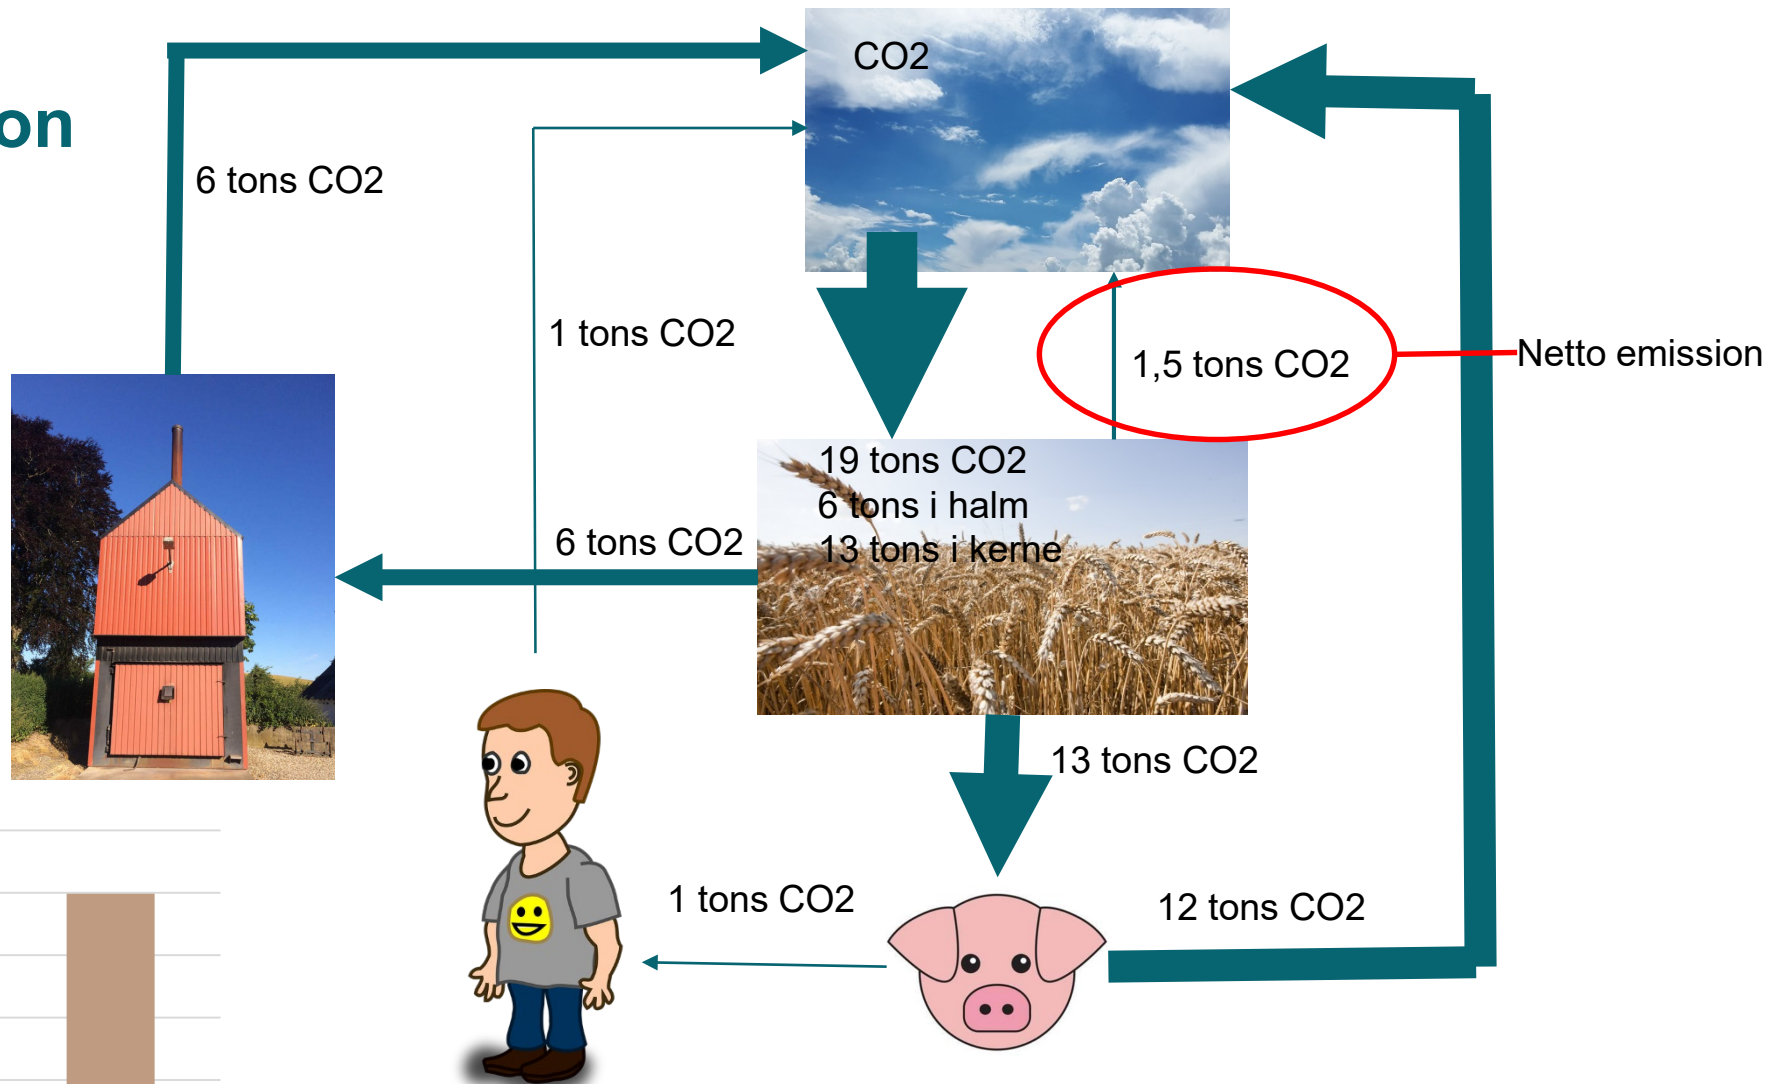 CO2
on
6 tons CO2
1 tons CO2
1,5 tons CO2
Netto emission
19 tons CO2
6 tons i halm
13 tons i kerne
6 tons CO2
13 tons CO2
1 tons CO2
12 tons CO2